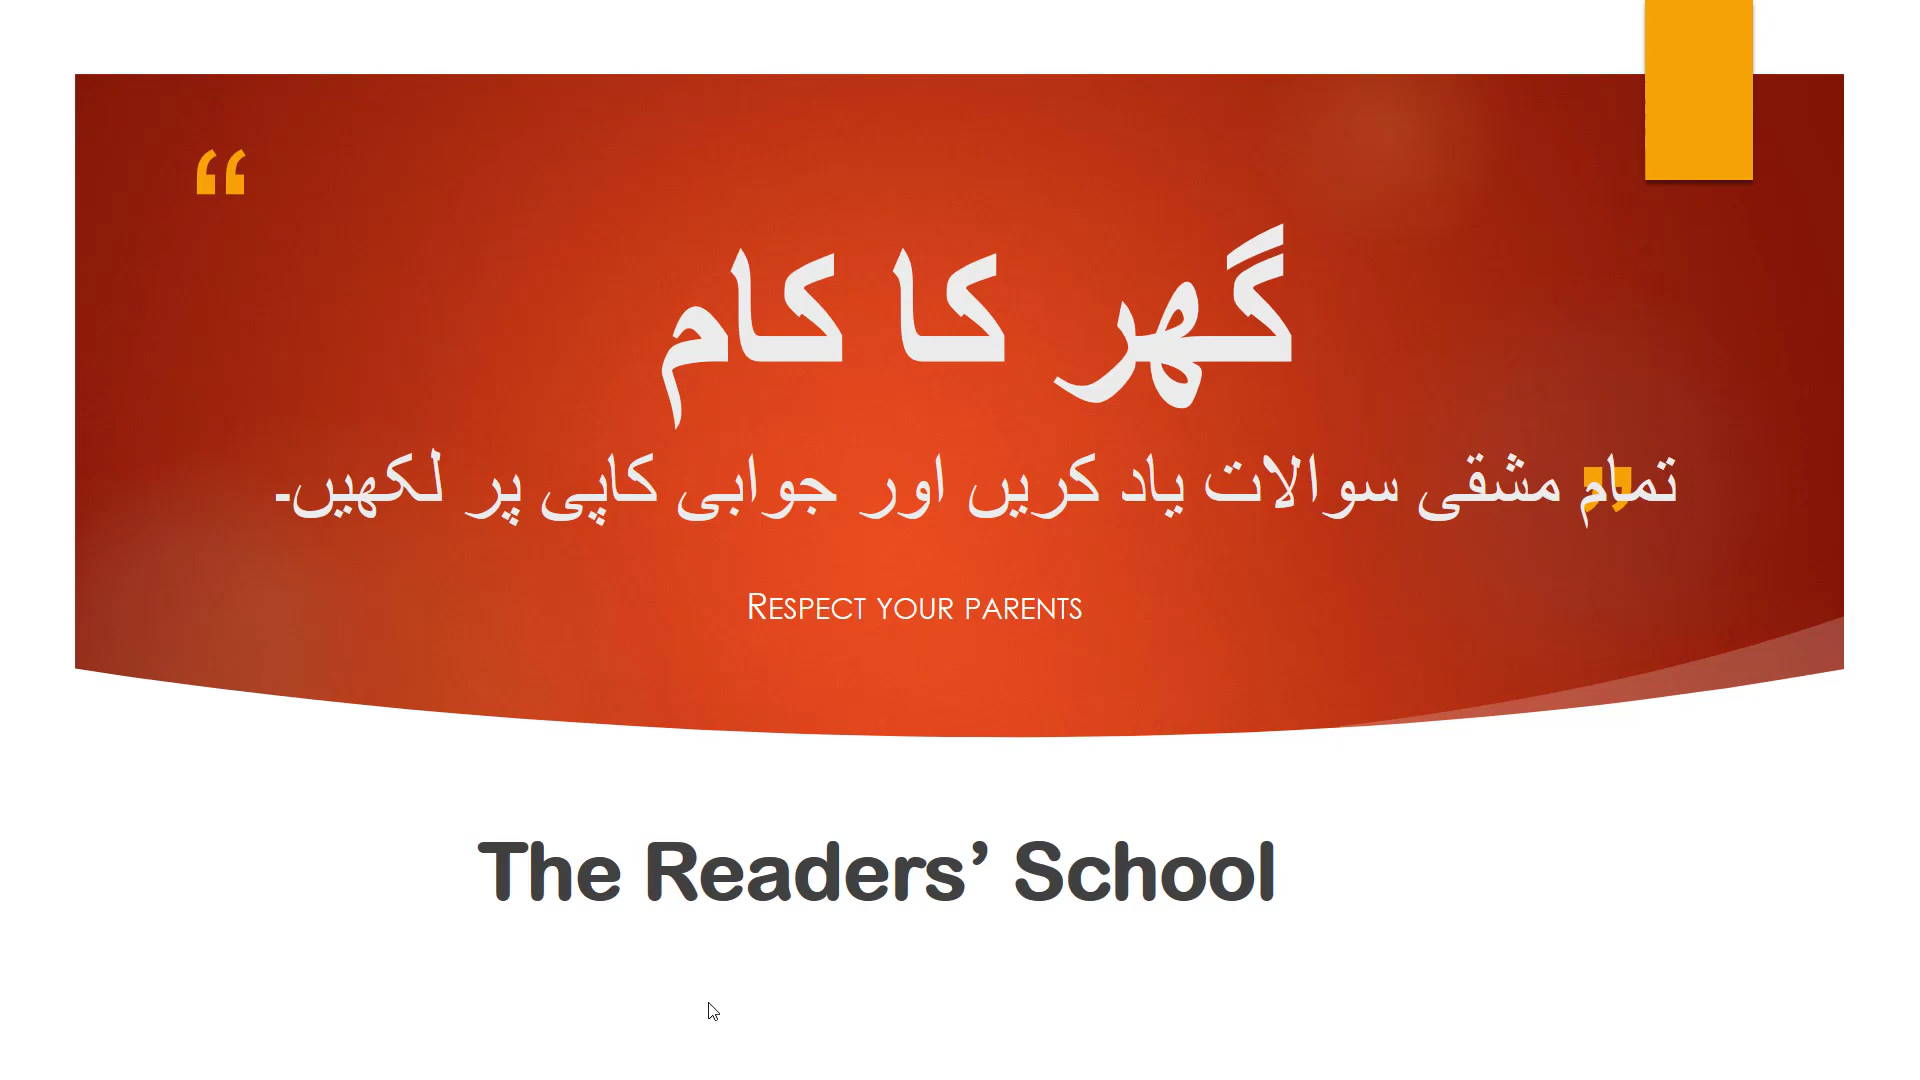 “
گھر کا کام
تمام مشقی سوالات یاد کریں اور جوابی کاپی پر لکھیں۔
”
Respect your parents
The Readers’ School